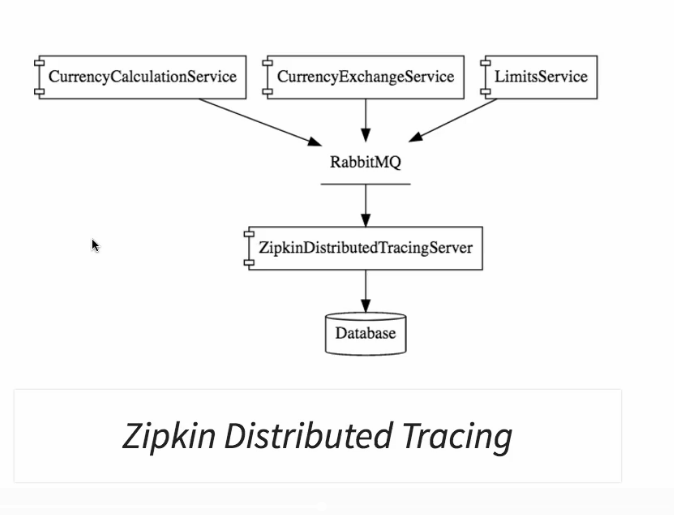 CurrencyCalculationService
CurrencyExchangeService
LimitsService
RabbitMQ
ZipkinDistributedTracingServer
Database
Zipkin Distributed Tracing